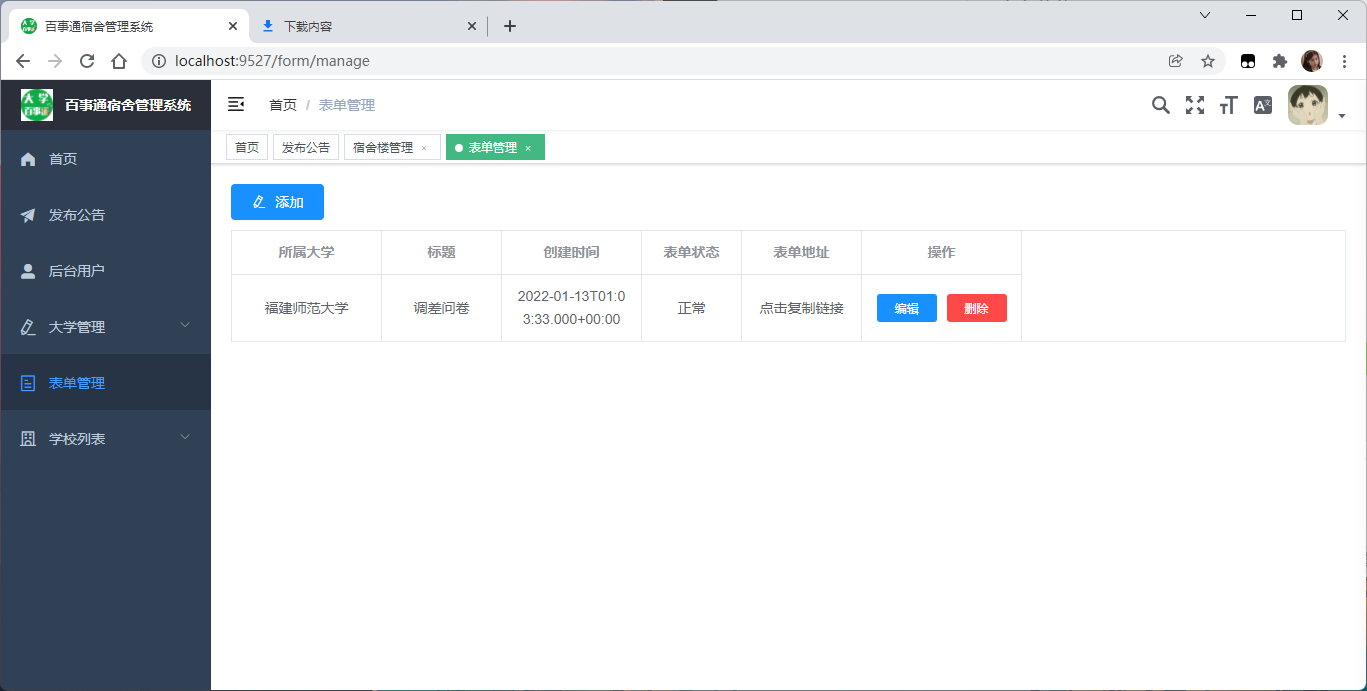 百事通宿舍管理系统
下载内容
localhost:9527/form/manage
大学
百事通
百事通宿舍管理系统
首页 / 表单管理
首页
发布公告
宿舍楼管理 ×
表单管理 ×
首页
发布公告
后台用户
大学管理
表单管理
学校列表
添加
所属大学 标题 创建时间 表单状态 表单地址 操作
福建师范大学 调差问卷 2022-01-13T01:0
3:33.000+00:00 正常 点击复制链接 编辑 删除